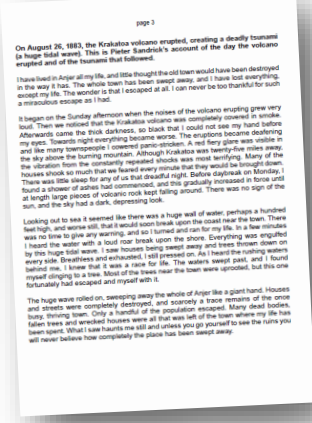 page 3
On August 26, 1883, the Krakatoa volcano erupted, creating a deadly tsunami
(a huge tidal wave). This is Pieter Sandrick's account of the day the volcano
erupted and of the tsunami that followed.
I have lived in Anjer all my life, and little thought the old town would have been destroyed
in the way it has. The whole town has been swept away, and I have lost everything,
except my life. The wonder is that I escaped at all. I can never be too thankful for such
a miraculous escape as I had.
It began on the Sunday afternoon when the noises of the volcano erupting grew very
loud. Then we noticed that the Krakatoa volcano was completely covered in smoke.
Afterwards came the thick darkness, so black that I could not see my hand before
my eyes. Towards night everything became worse. The eruptions became deafening
and like many townspeople I cowered panic-stricken. A red fiery glare was visible in
the sky above the burning mountain. Although Krakatoa was twenty-five miles away,
the vibration from the constantly repeated shocks was most terrifying. Many of the
houses shook so much that we feared every minute that they would be brought down.
There was little sleep for any of us that dreadful night. Before daybreak on Monday, I
found a shower of ashes had commenced, and this gradually increased in force until
at length large pieces of volcanic rock kept falling around. There was no sign of the
sun, and the sky had a dark, depressing look.
Looking out to sea it seemed like there was a huge wall of water, perhaps a hundred
feet high, and worse still, that it would soon break upon the coast near the town. There
was no time to give any warning, and so I turned and ran for my life. In a few minutes
I heard the water with a loud roar break upon the shore. Everything was engulfed
by this huge tidal wave. I saw houses being swept away and trees thrown down on
every side. Breathless and exhausted, I still pressed on. As I heard the rushing waters
behind me, I knew that it was a race for life. The waters swept past, and I found
myself clinging to a tree. Most of the trees near the town were uprooted, but this one
fortunately had escaped and myself with it.
The huge wave rolled on, sweeping away the whole of Anjer like a giant hand. Houses
and streets were completely destroyed, and scarcely a trace remains of the once
busy, thriving town. Only a handful of the population escaped. Many dead bodies,
fallen trees and wrecked houses were all that was left of the town where my life has
been spent. What I saw haunts me still and unless you go yourself to see the ruins you
will never believe how completely the place has been swept away.